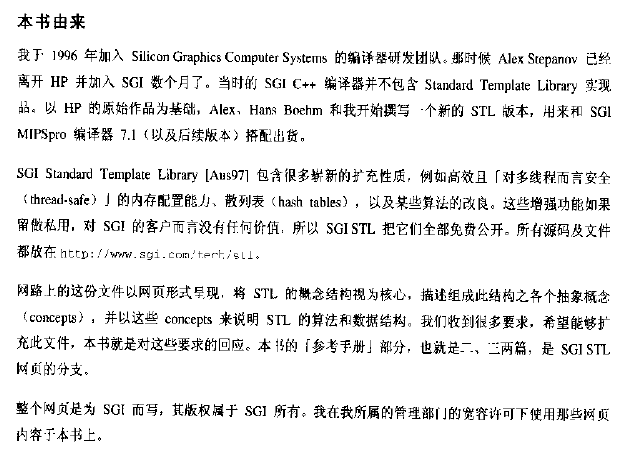 本书由来
我于 1996 年加入 Silicon Graphics Computer Systems 的编译器研发团队。那时候 Alex Stepanov 已经
离开 HP 并加入 SGI 数个月了。当时的 SGI C++ 编译器并不包含 Standard Template Library 实现
品。以 HP 的原始作品为基础，Alex、Hans Boehm 和我开始撰写一个新的 STL 版本，用来和 SGI
MIPSpro 编译器 7.1（以及后续版本）搭配出货。
SGI Standard Template Library [Aus97] 包含很多崭新的扩充性质，例如高效且「对多线程而言安全
（thread-safe）」的内存配置能力、散列表（hash tables），以及某些算法的改良。这些增强功能如果
留做私用，对 SGI 的客户而言没有任何价值，所以 SGI STL 把它们全部免费公开。所有源码及文件
都放在 http://www.sgi.com/tech/stl。
网路上的这份文件以网页形式呈现，将 STL 的概念结构视为核心，描述组成此结构之各个抽象概念
（concepts），并以这些 concepts 来说明 STL 的算法和数据结构。我们收到很多要求，希望能够扩
充此文件，本书就是对这些要求的回应。本书的「参考手册」部分，也就是二、三两篇，是 SGI STL
网页的分支。
整个网页是为 SGI 而写，其版权属于 SGI 所有。我在我所属的管理部门的宽容许可下使用那些网页
内容于本书上。